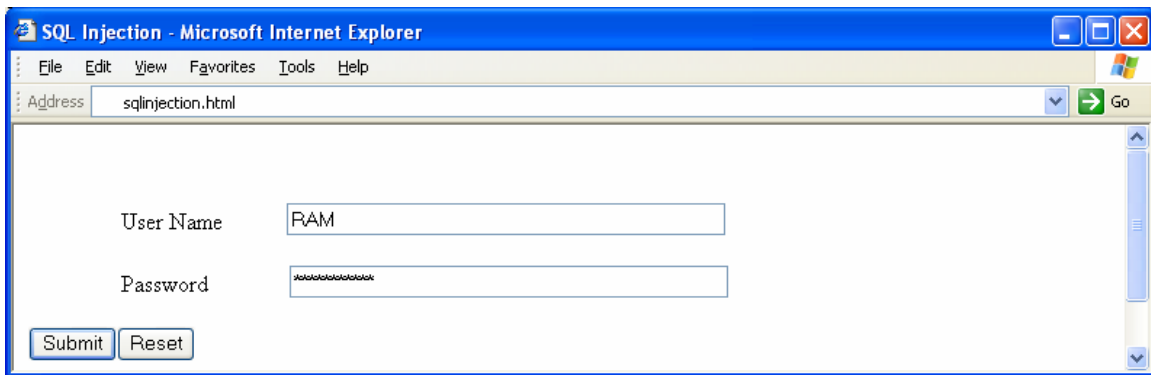 SQL Injection - Microsoft Internet Explorer
File Edit View Favorites Tools Help
Address sqlinjection.html Go
User Name RAM
Password *************
Submit Reset